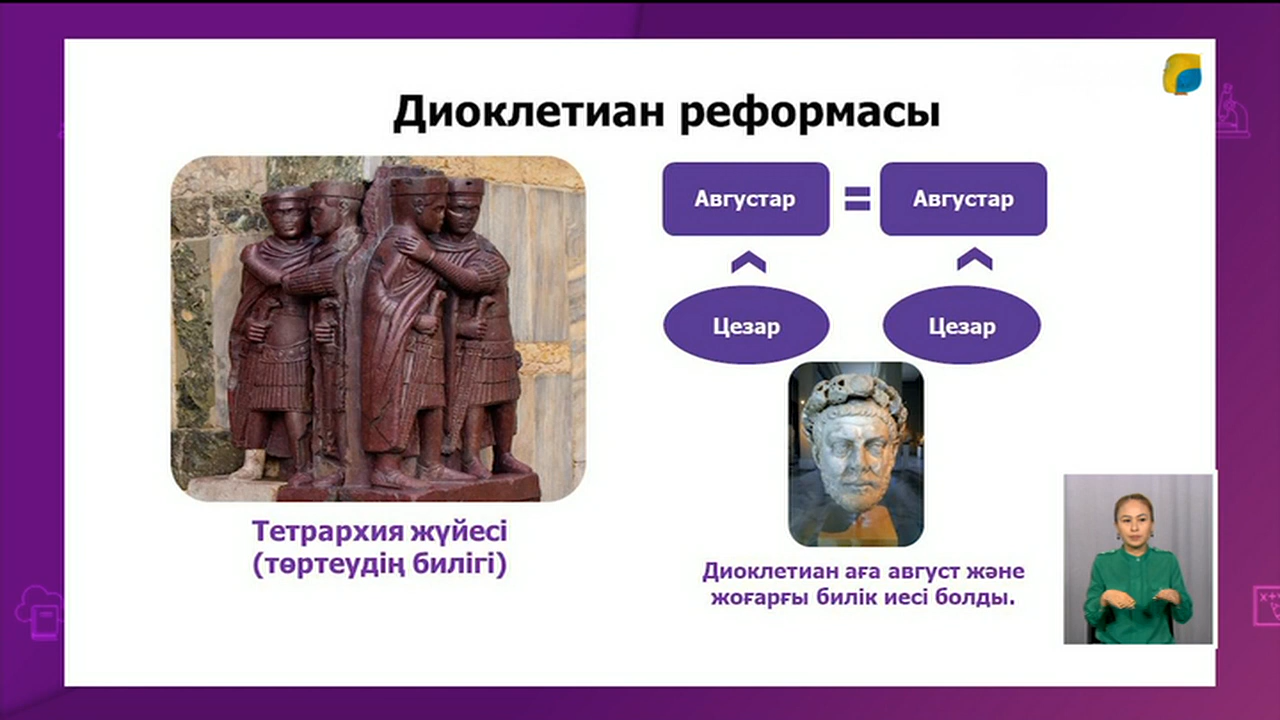 Диоклетиан реформасы
Августар = Августар
Цезар Цезар
Тетрархия жүйесі
(төртеудің билігі)
Диоклетиан аға август және
жоғарғы билік иесі болды.